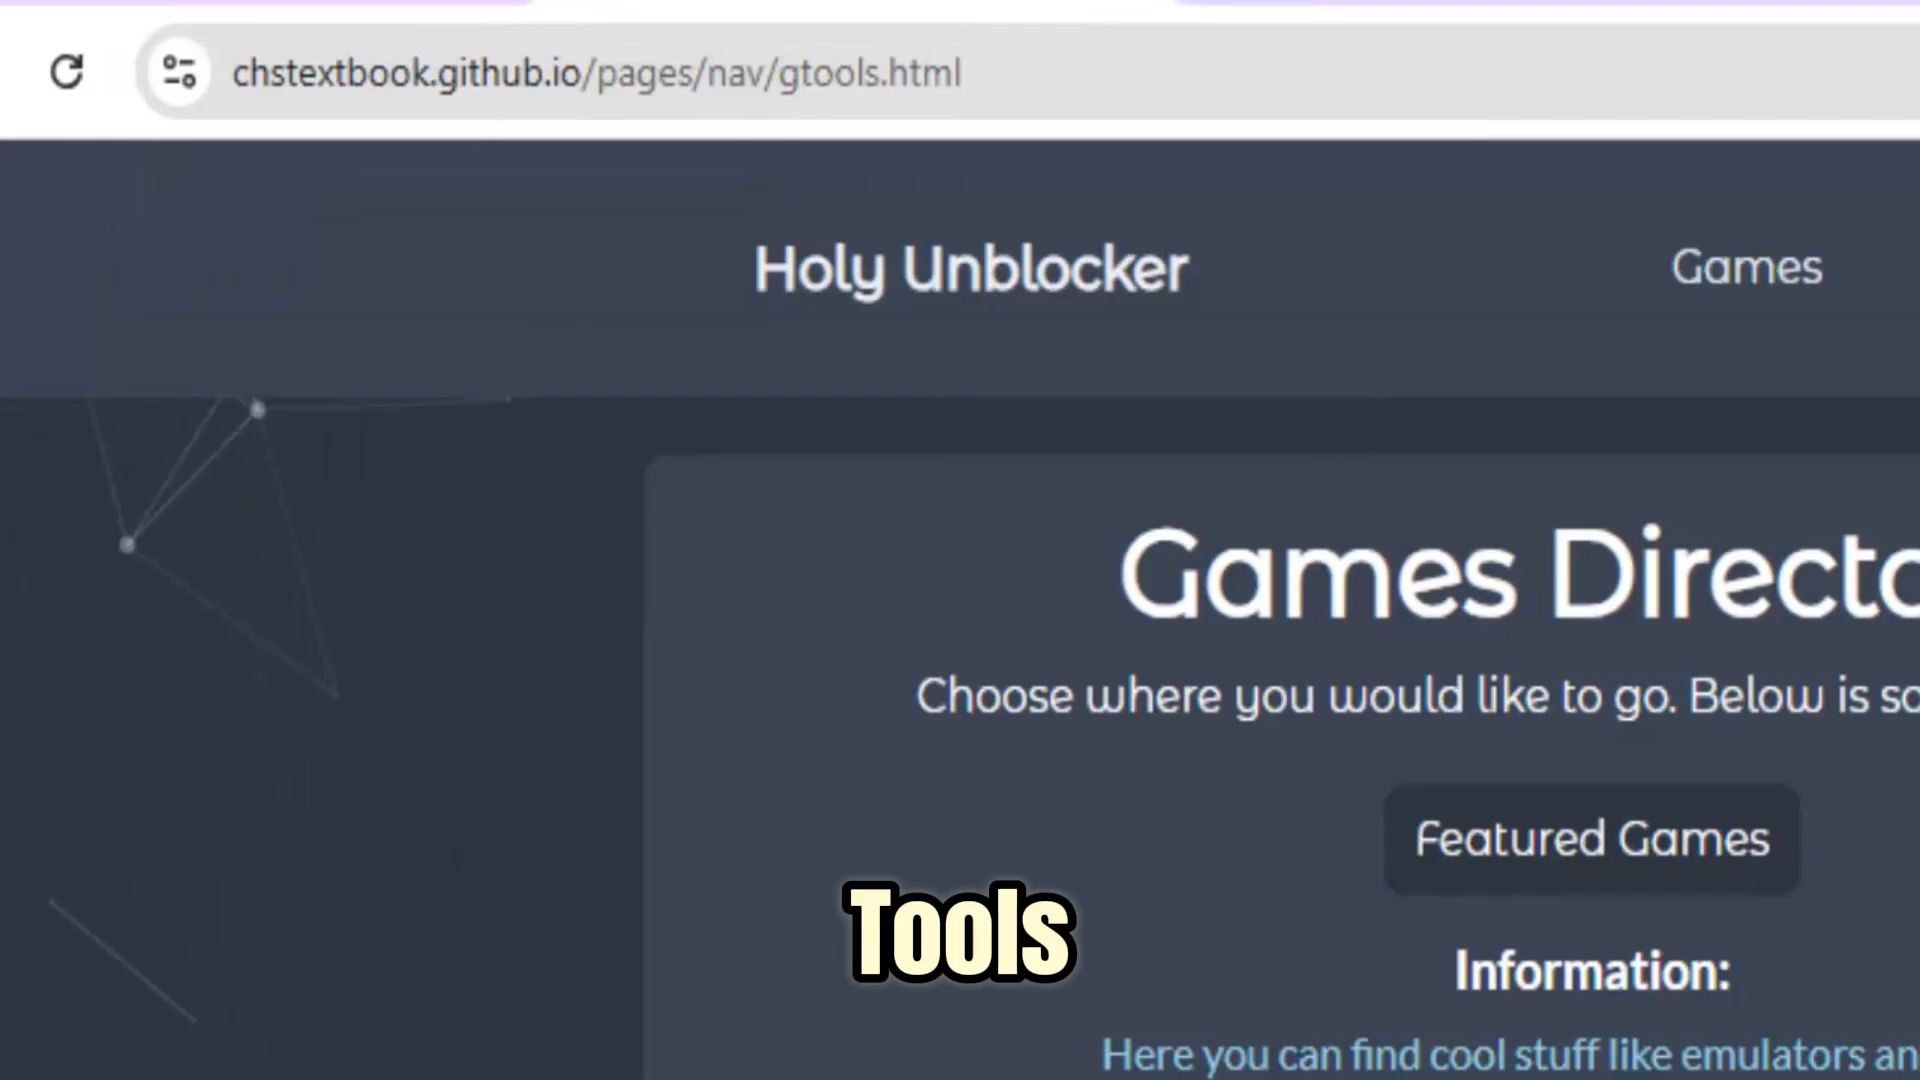 chstextbook.github.io/pages/nav/gtools.html
Holy Unblocker
Games
Games Directo
Choose where you would like to go. Below is so
Featured Games
Tools
Information:
Here you can find cool stuff like emulators an